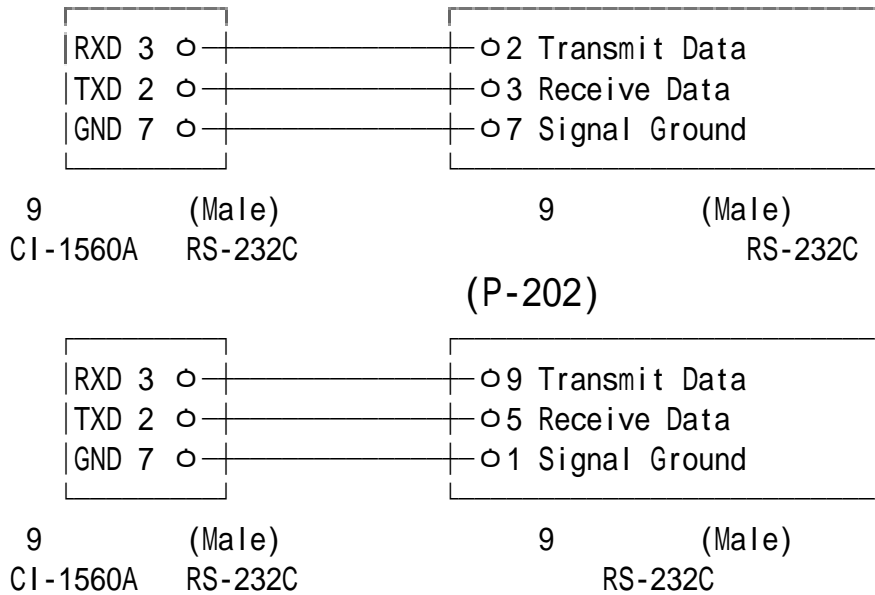 RXD 3 2 Transmit Data
TXD 2 3 Receive Data
GND 7 7 Signal Ground
9 (Male) 9 (Male)
CI-1560A RS-232C RS-232C
(P-202)
RXD 3 9 Transmit Data
TXD 2 5 Receive Data
GND 7 1 Signal Ground
9 (Male) 9 (Male)
CI-1560A RS-232C RS-232C